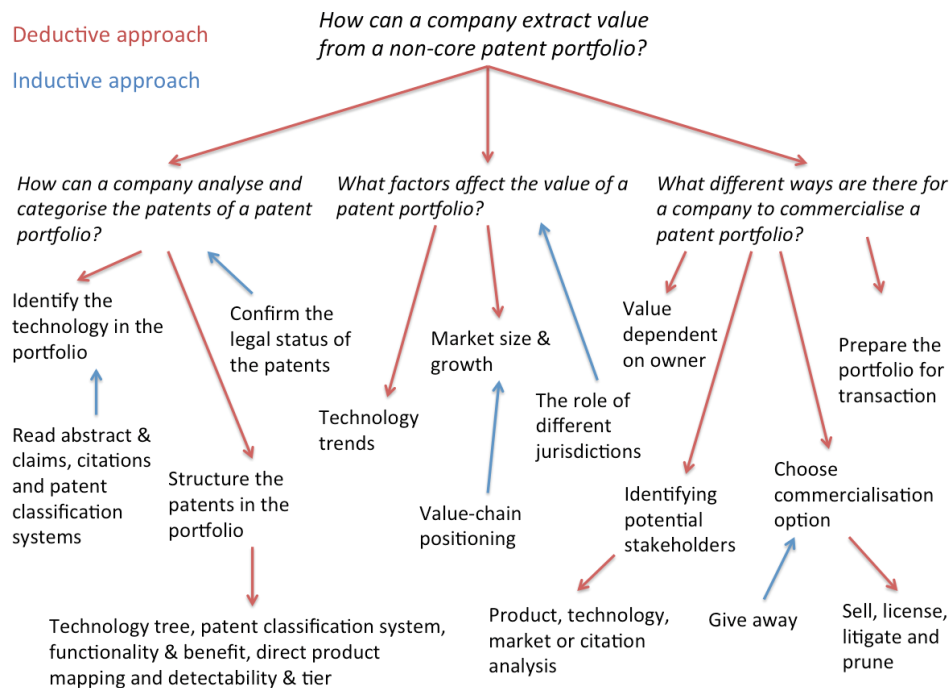 How can a company extract value
from a non-core patent portfolio?
Deductive approach
Inductive approach
How can a company analyse and
categorise the patents of a patent
portfolio?
What factors affect the value of a
patent portfolio?
What different ways are there for
a company to commercialise a
patent portfolio?
Identify the
technology in the
portfolio
Confirm the
legal status of
the patents
Market size &
growth
Value
dependent
on owner
Prepare the
portfolio for
transaction
Read abstract &
claims, citations
and patent
classification
systems
Structure the
patents in the
portfolio
Technology
trends
The role of
different
jurisdictions
Value-chain
positioning
Identifying
potential
stakeholders
Choose
commercialisation
option
Technology tree, patent classification system,
functionality & benefit, direct product
mapping and detectability & tier
Product, technology,
market or citation
analysis
Give away
Sell, license,
litigate and
prune